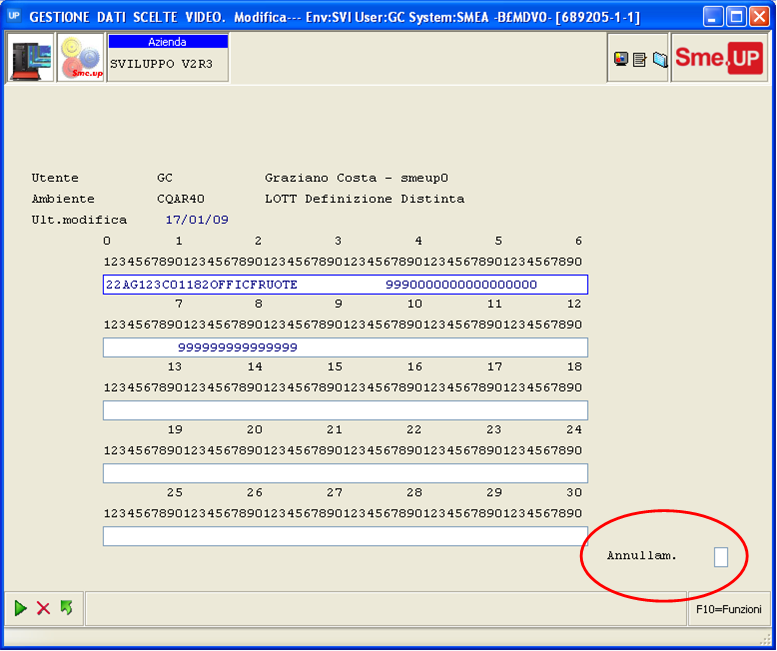 UP GESTIONE DATI SCELTE VIDEO. Modifica--- Env:SVI User:GC System:SMEA -B£MDV0- [689205-1-1]
Azienda
SVILUPPO V2R3
Sme.up
Sme.UP
Utente GC Graziano Costa - smeup0
Ambiente CQAR40 LOTT Definizione Distinta
Ult.modifica 17/01/09
0 1 2 3 4 5 6
123456789012345678901234567890123456789012345678901234567890
22AG123C01182OFFICFRUOTE 9990000000000000000
7 8 9 10 11 12
123456789012345678901234567890123456789012345678901234567890
999999999999999
13 14 15 16 17 18
123456789012345678901234567890123456789012345678901234567890
19 20 21 22 23 24
123456789012345678901234567890123456789012345678901234567890
25 26 27 28 29 30
123456789012345678901234567890123456789012345678901234567890
Annullam.
F10=Funzioni